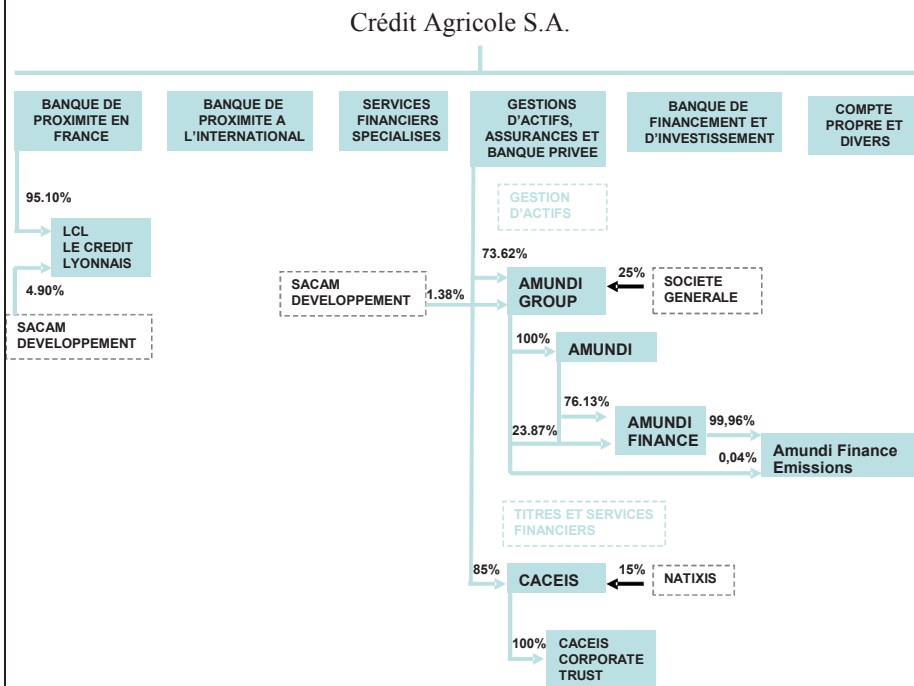 Crédit Agricole S.A.
BANQUE DE
PROXIMITE EN
FRANCE
BANQUE DE
PROXIMITE A
L'INTERNATIONAL
SERVICES
FINANCIERS
SPECIALISES
GESTIONS
D'ACTIFS,
ASSURANCES ET
BANQUE PRIVEE
BANQUE DE
FINANCEMENT ET
D'INVESTISSEMENT
COMPTE
PROPRE ET
DIVERS
95.10%
LCL
LE CREDIT
LYONNAIS
4.90%
SACAM
DEVELOPPEMENT
GESTION
D'ACTIFS
73.62%
SACAM
DEVELOPPEMENT
1.38%
AMUNDI
GROUP
25%
SOCIETE
GENERALE
100%
AMUNDI
76.13%
23.87%
AMUNDI
FINANCE
99,96%
0,04%
Amundi Finance
Emissions
TITRES ET SERVICES
FINANCIERS
85%
CACEIS
15%
NATIXIS
100%
CACEIS
CORPORATE
TRUST